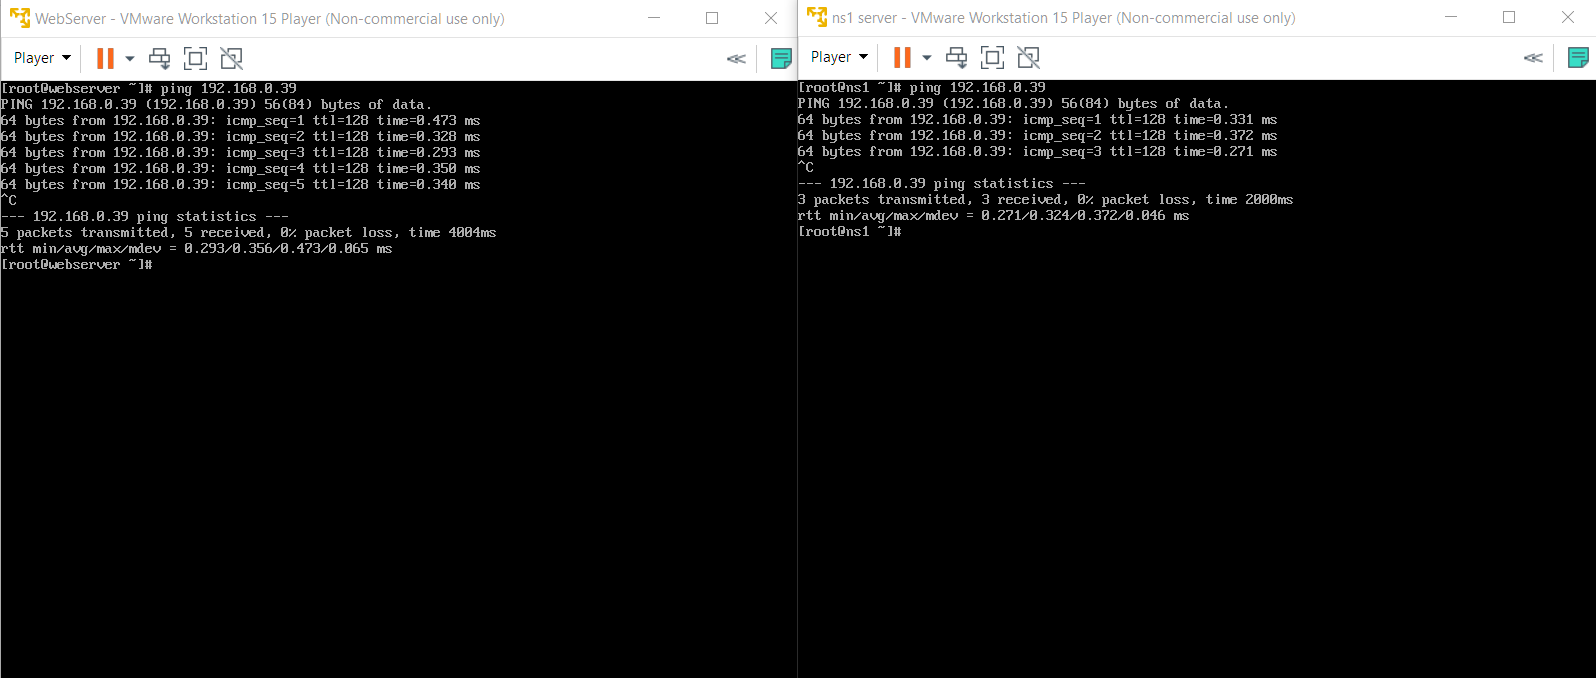 WebServer - VMware Workstation 15 Player (Non-commercial use only)
Player
[root@webserver ~]# ping 192.168.0.39
PING 192.168.0.39 (192.168.0.39) 56(84) bytes of data.
64 bytes from 192.168.0.39: icmp_seq=1 ttl=128 time=0.473 ms
64 bytes from 192.168.0.39: icmp_seq=2 ttl=128 time=0.328 ms
64 bytes from 192.168.0.39: icmp_seq=3 ttl=128 time=0.293 ms
64 bytes from 192.168.0.39: icmp_seq=4 ttl=128 time=0.350 ms
64 bytes from 192.168.0.39: icmp_seq=5 ttl=128 time=0.340 ms
^C
--- 192.168.0.39 ping statistics ---
5 packets transmitted, 5 received, 0% packet loss, time 4004ms
rtt min/avg/max/mdev = 0.293/0.356/0.473/0.065 ms
[root@webserver ~]#
ns1 server - VMware Workstation 15 Player (Non-commercial use only)
Player
[root@ns1 ~]# ping 192.168.0.39
PING 192.168.0.39 (192.168.0.39) 56(84) bytes of data.
64 bytes from 192.168.0.39: icmp_seq=1 ttl=128 time=0.331 ms
64 bytes from 192.168.0.39: icmp_seq=2 ttl=128 time=0.372 ms
64 bytes from 192.168.0.39: icmp_seq=3 ttl=128 time=0.271 ms
^C
--- 192.168.0.39 ping statistics ---
3 packets transmitted, 3 received, 0% packet loss, time 2000ms
rtt min/avg/max/mdev = 0.271/0.324/0.372/0.046 ms
[root@ns1 ~]#